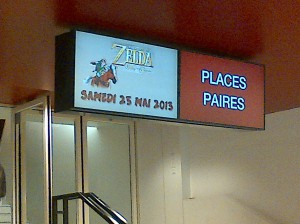 ZELDA
SAMEDI 25 MAI 2013
PLACES
PAIRES